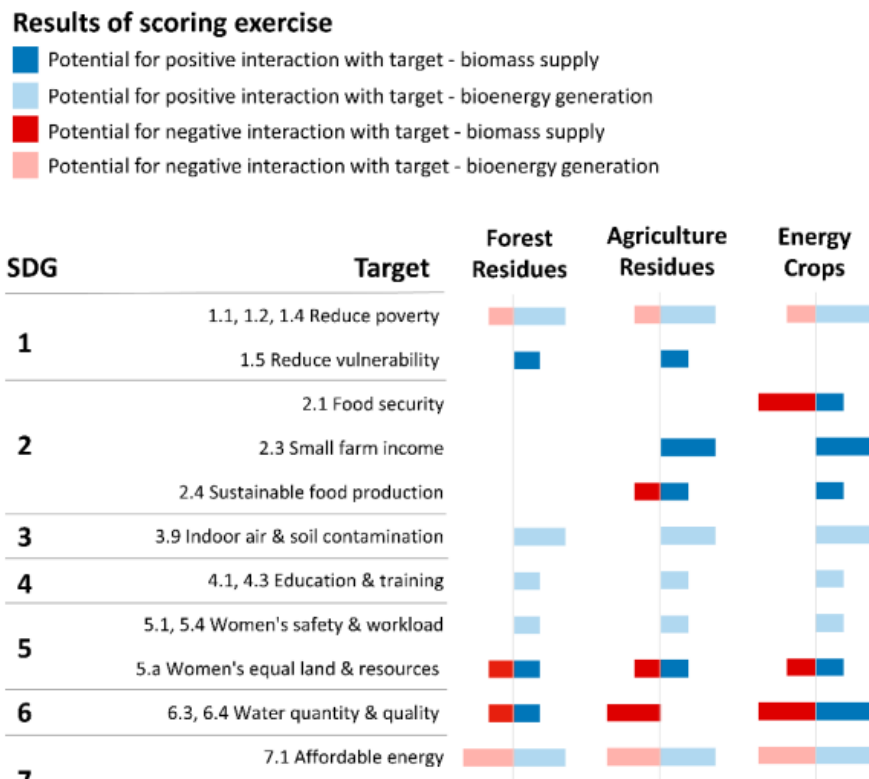 Results of scoring exercise
Potential for positive interaction with target - biomass supply
Potential for positive interaction with target - bioenergy generation
Potential for negative interaction with target - biomass supply
Potential for negative interaction with target - bioenergy generation
SDG Target Forest Residues Agriculture Residues Energy Crops
1
1.1, 1.2, 1.4 Reduce poverty
1.5 Reduce vulnerability
2
2.1 Food security
2.3 Small farm income
2.4 Sustainable food production
3 3.9 Indoor air & soil contamination
4 4.1, 4.3 Education & training
5
5.1, 5.4 Women's safety & workload
5.a Women's equal land & resources
6 6.3, 6.4 Water quantity & quality
7.1 Affordable energy
7